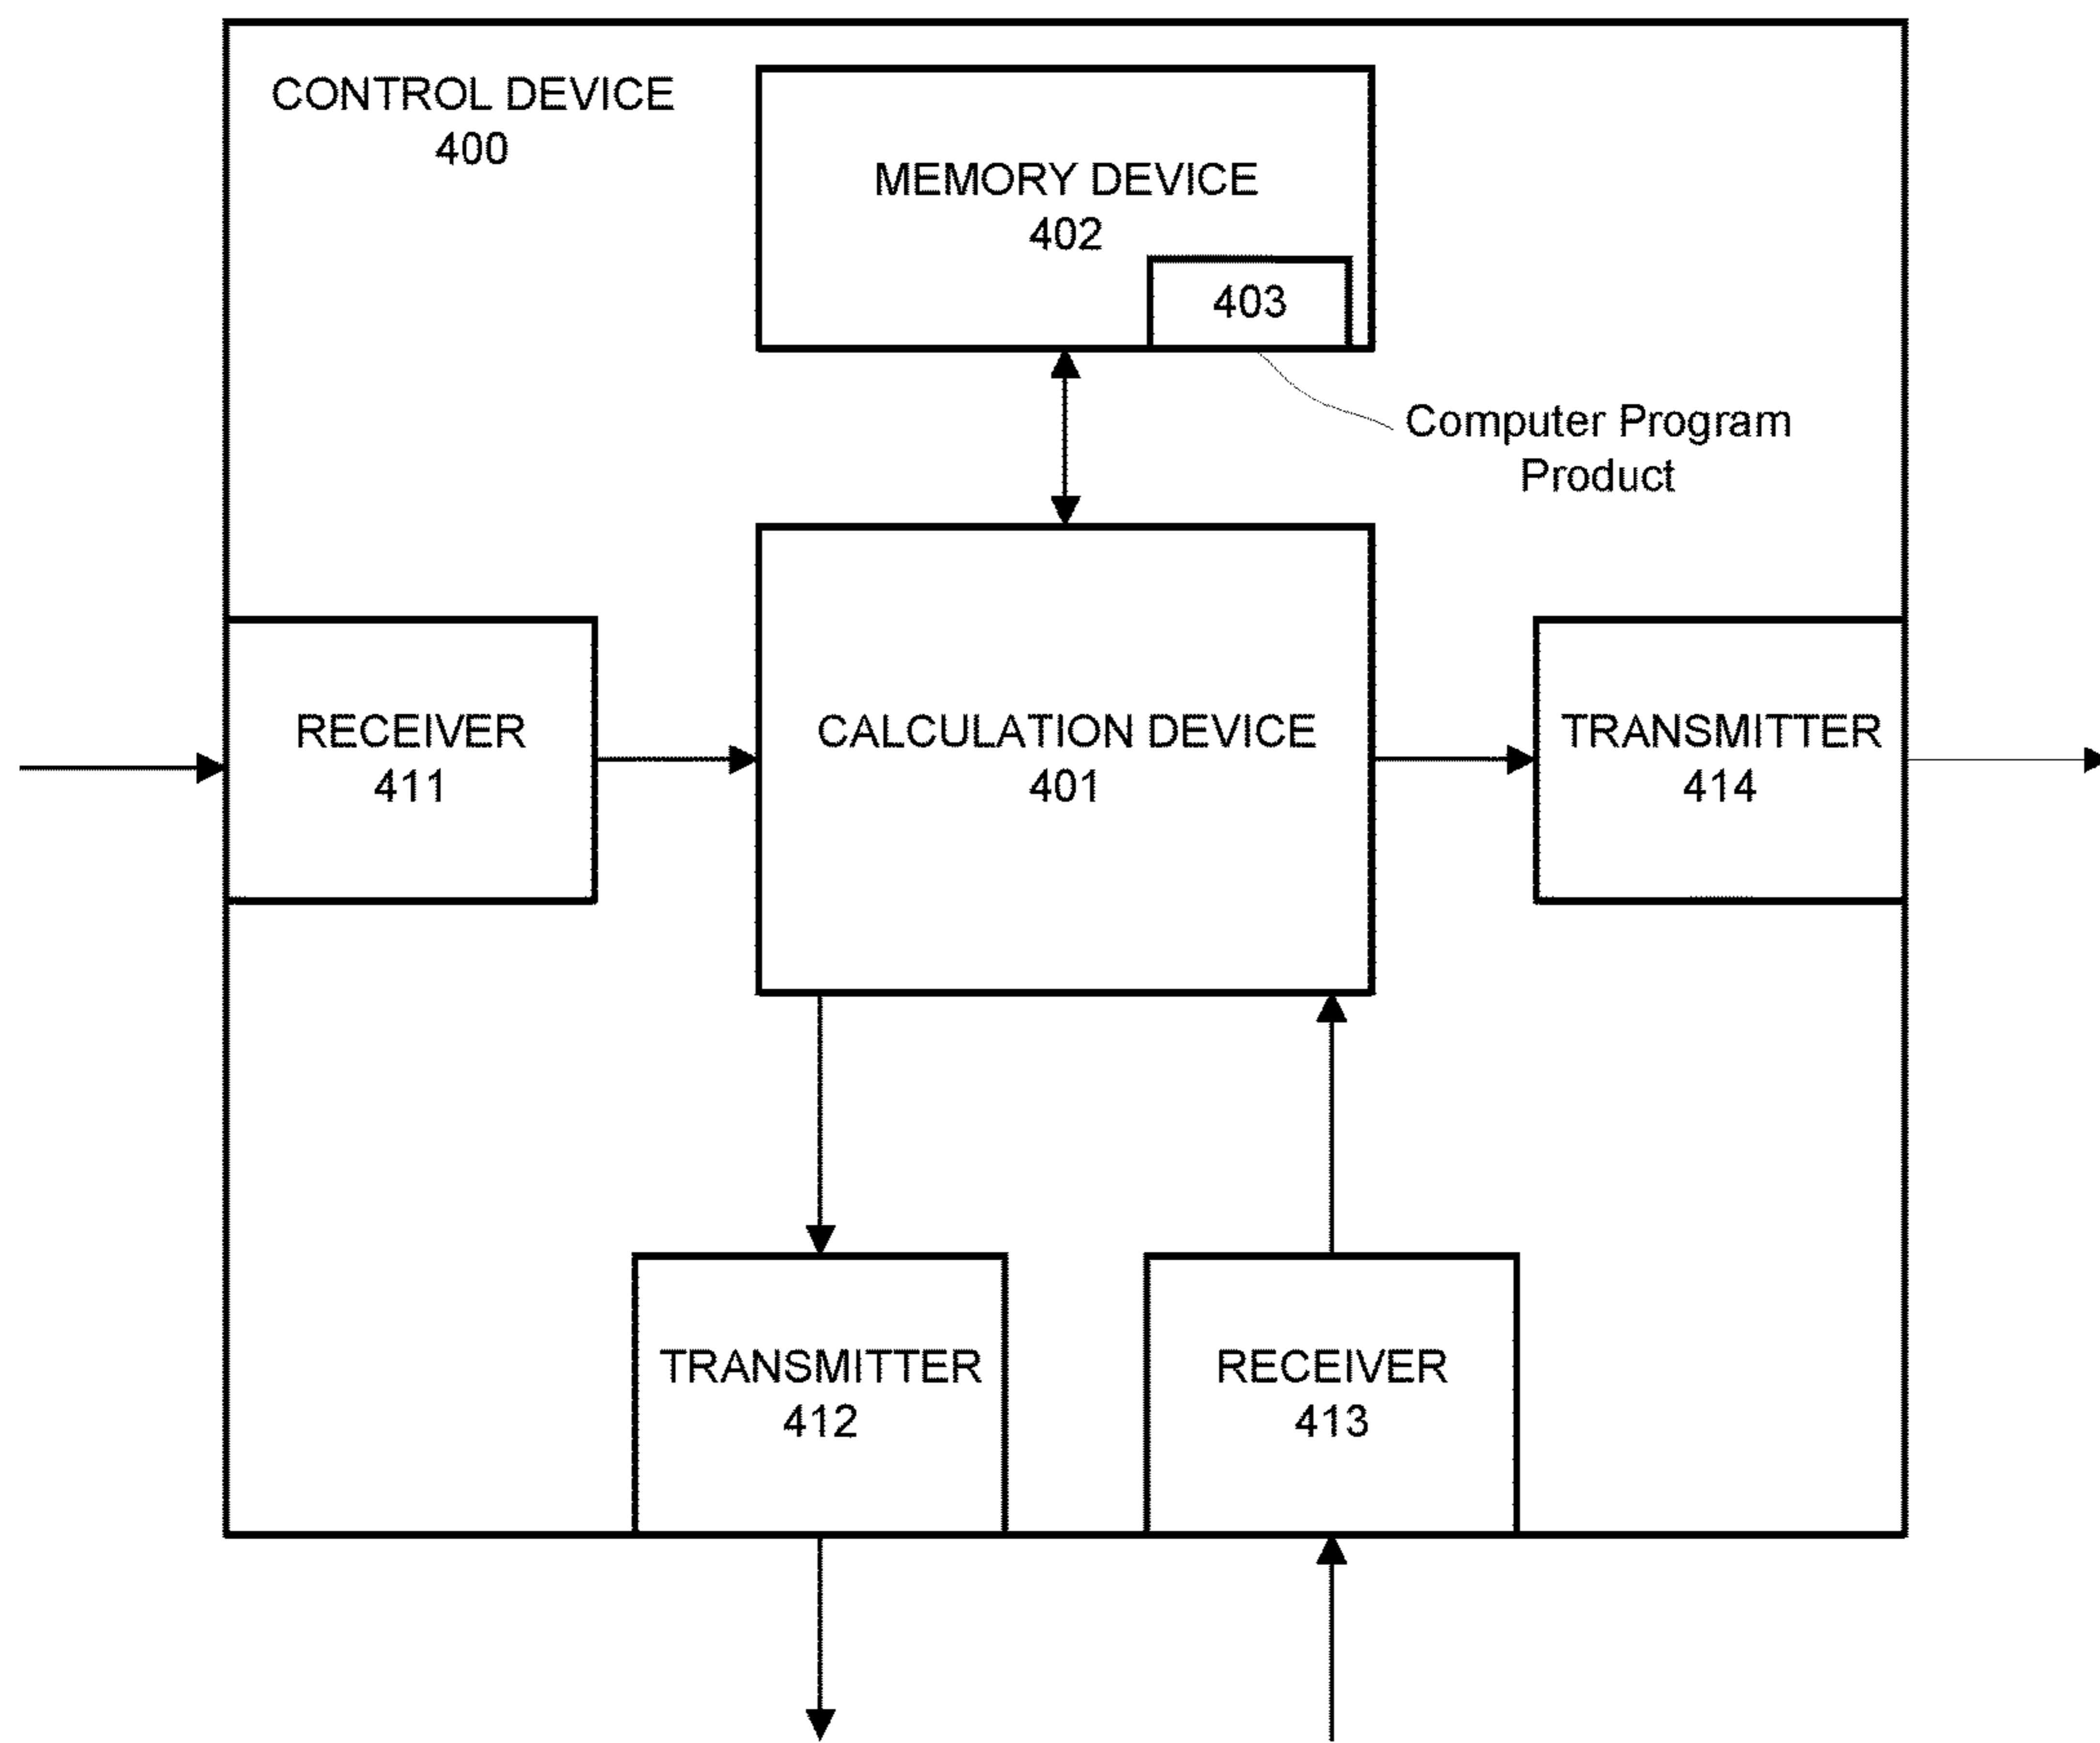 CONTROL DEVICE
400
MEMORY DEVICE
402
403
Computer Program
Product
RECEIVER
411
CALCULATION DEVICE
401
TRANSMITTER
414
TRANSMITTER
412
RECEIVER
413